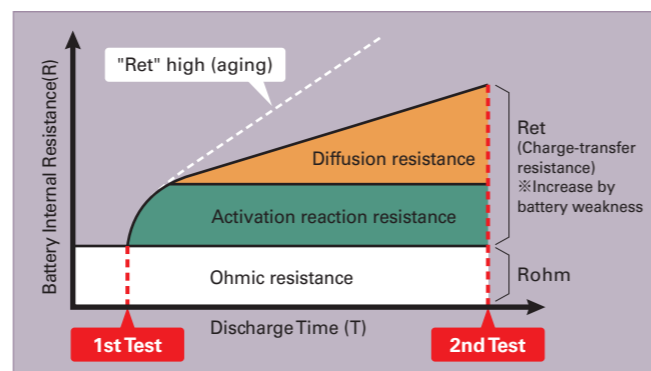 "Ret" high (aging)
Battery Internal Resistance(R)
Diffusion resistance
Activation reaction resistance
Ohmic resistance
Ret
(Charge-transfer
resistance)
※Increase by
battery weakness
Rohm
Discharge Time (T)
1st Test
2nd Test